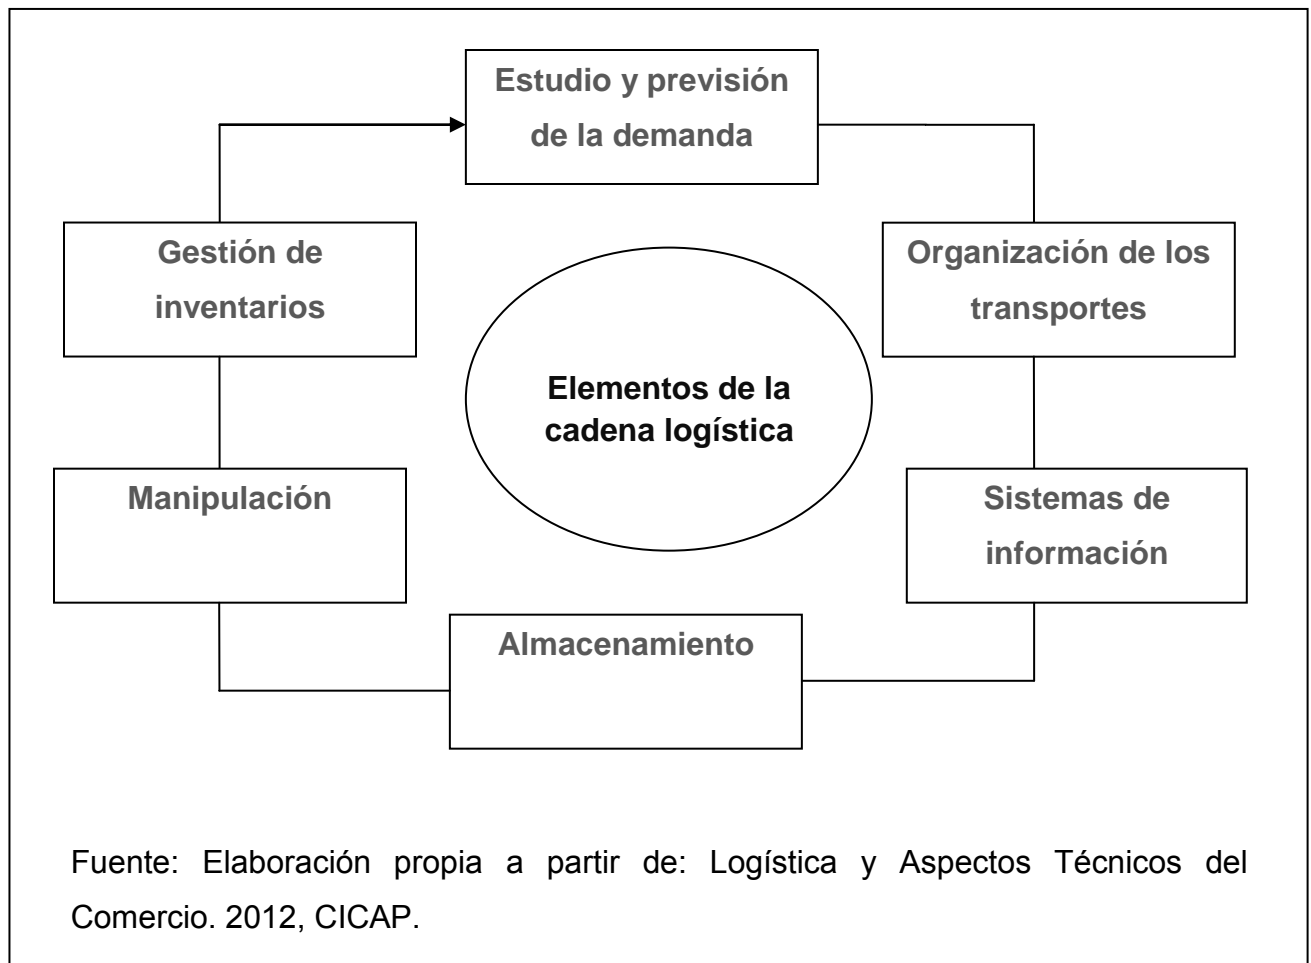 Estudio y previsión
de la demanda
Gestión de
inventarios
Organización de los
transportes
Elementos de la
cadena logística
Manipulación
Sistemas de
información
Almacenamiento
Fuente: Elaboración propia a partir de: Logística y Aspectos Técnicos del
Comercio. 2012, CICAP.